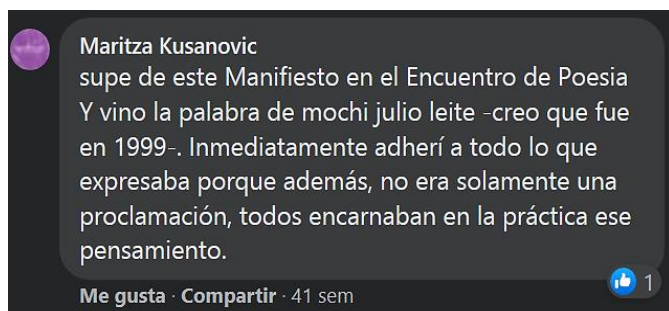 Maritza Kusanovic
supe de este Manifiesto en el Encuentro de Poesia
Y vino la palabra de mochi julio leite -creo que fue
en 1999-. Inmediatamente adherí a todo lo que
expresaba porque además, no era solamente una
proclamación, todos encarnaban en la práctica ese
pensamiento.
1
Me gusta · Compartir · 41 sem